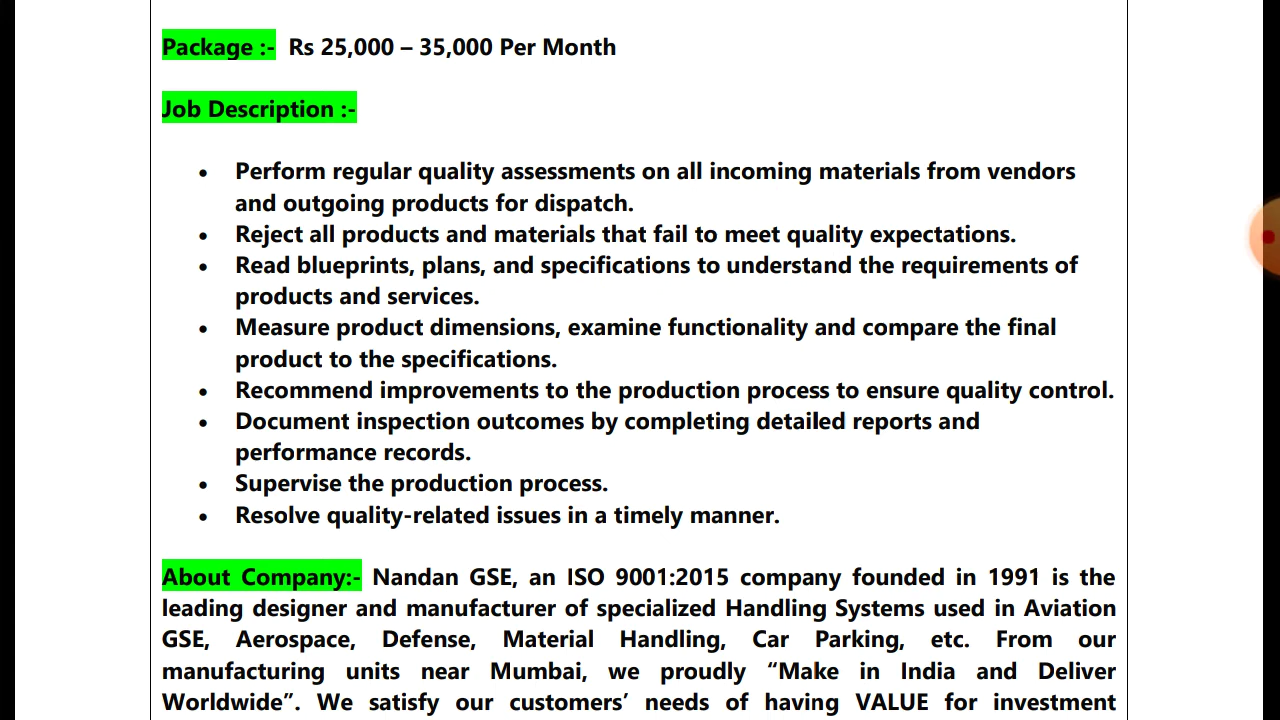 Package :- Rs 25,000 – 35,000 Per Month
Job Description :-
• Perform regular quality assessments on all incoming materials from vendors
and outgoing products for dispatch.
• Reject all products and materials that fail to meet quality expectations.
• Read blueprints, plans, and specifications to understand the requirements of
products and services.
• Measure product dimensions, examine functionality and compare the final
product to the specifications.
• Recommend improvements to the production process to ensure quality control.
• Document inspection outcomes by completing detailed reports and
performance records.
• Supervise the production process.
• Resolve quality-related issues in a timely manner.
About Company:- Nandan GSE, an ISO 9001:2015 company founded in 1991 is the
leading designer and manufacturer of specialized Handling Systems used in Aviation
GSE, Aerospace, Defense, Material Handling, Car Parking, etc. From our
manufacturing units near Mumbai, we proudly “Make in India and Deliver
Worldwide”. We satisfy our customers’ needs of having VALUE for investment